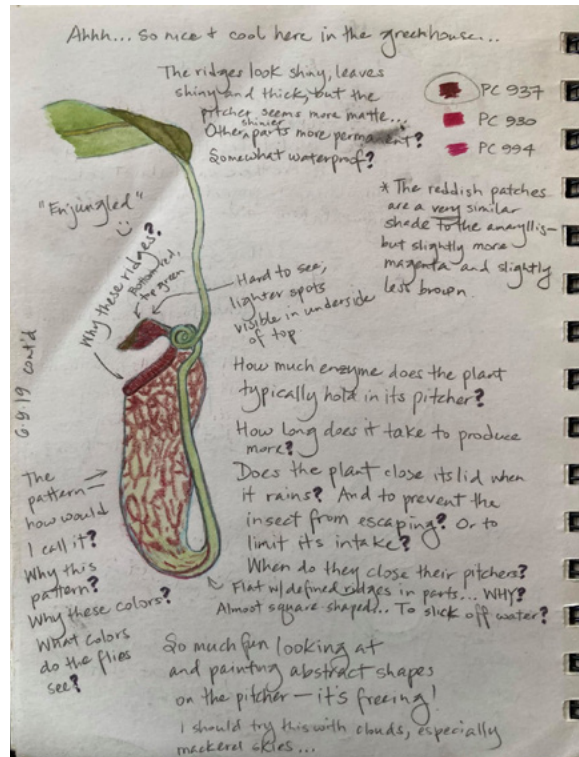 Ahhh... So nice + cool here in the greenhouse...
The ridges look shiny, leaves
shiny and thick, but the
pitcher seems more matte...
shinier
Other parts more permanent?
Somewhat waterproof?
PC 937
PC 930
PC 994
* The reddish patches
are a very similar
shade to the amaryllis-
but slightly more
magenta and slightly
less brown.
"Enjungled"
Why these ridges?
Bottom red,
top green
Hard to see,
lighter spots
visible in underside
of top.
6.9.19 cont'd
How much enzyme does the plant
typically hold in its pitcher?
How long does it take to produce
more?
Does the plant close its lid when
it rains? And to prevent the
insect from escaping? Or to
limit its intake?
When do they close their pitchers?
Flat w/ defined ridges in parts... WHY?
Almost square shaped... To slick off water?
The
pattern -
how would
I call it?
Why this
pattern?
Why these colors?
What colors
do the flies
see?
So much fun looking at
and painting abstract shapes
on the pitcher - it's freeing!
I should try this with clouds, especially
mackerel skies...